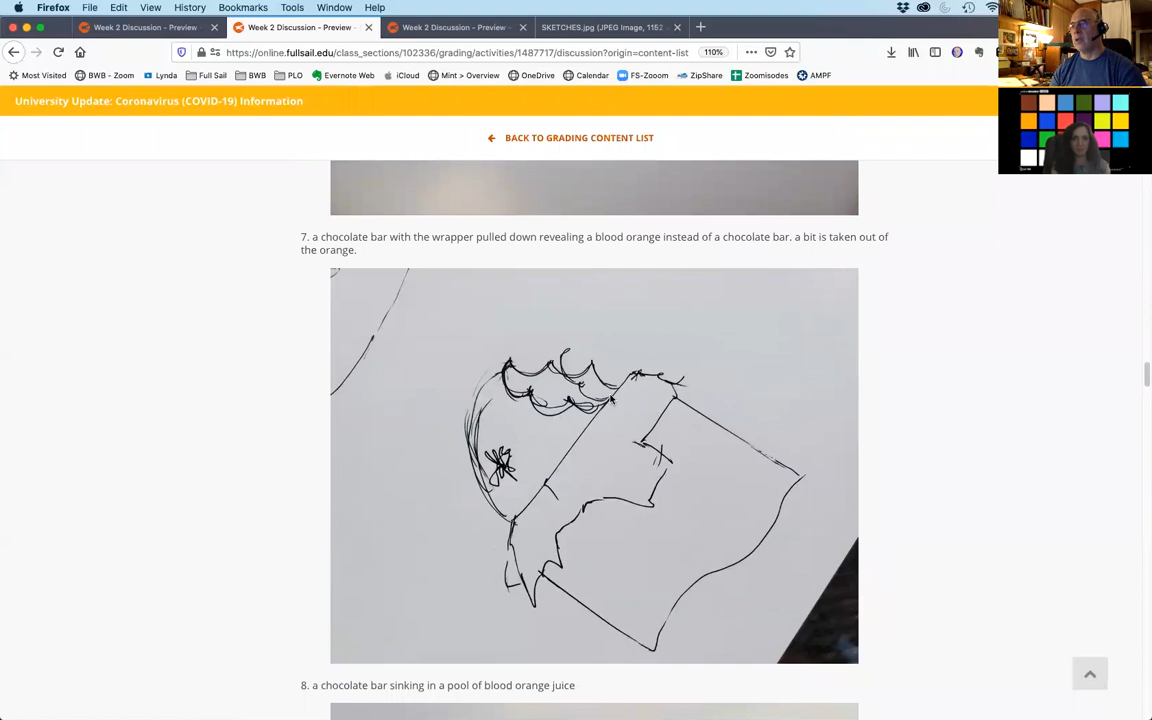 Firefox File Edit View History Bookmarks Tools Window Help
Week 2 Discussion - Preview - Week 2 Discussion - Preview - Week 2 Discussion - Preview - SKETCHES.jpg (JPEG Image, 1152
https://online.fullsail.edu/class_sections/102336/grading/activities/1487717/discussion?origin=content-list 110%
Most Visited BWB - Zoom Lynda Full Sail BWB PLO Evernote Web iCloud Mint > Overview OneDrive Calendar FS-Zooom ZipShare Zoomisodes AMPF
University Update: Coronavirus (COVID-19) Information
BACK TO GRADING CONTENT LIST
7. a chocolate bar with the wrapper pulled down revealing a blood orange instead of a chocolate bar. a bit is taken out of
the orange.
8. a chocolate bar sinking in a pool of blood orange juice